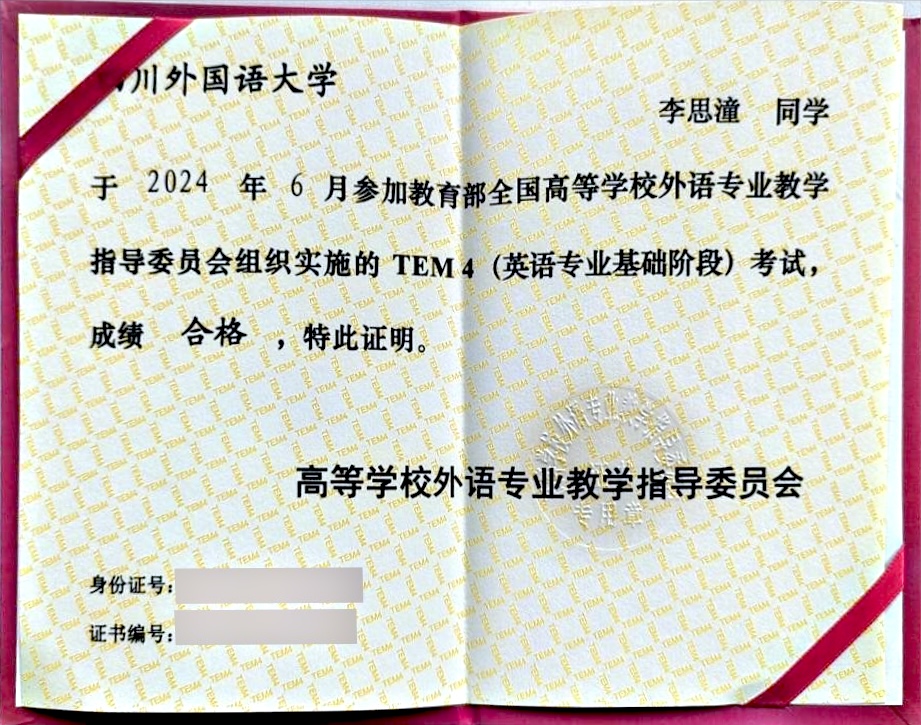 川外国语大学
李思潼 同学
于 2024 年 6 月参加教育部全国高等学校外语专业教学
指导委员会组织实施的 TEM 4（英语专业基础阶段）考试，
成绩 合格 ，特此证明。
高等学校外语专业教学指导委员会
专用章
身份证号：
证书编号：